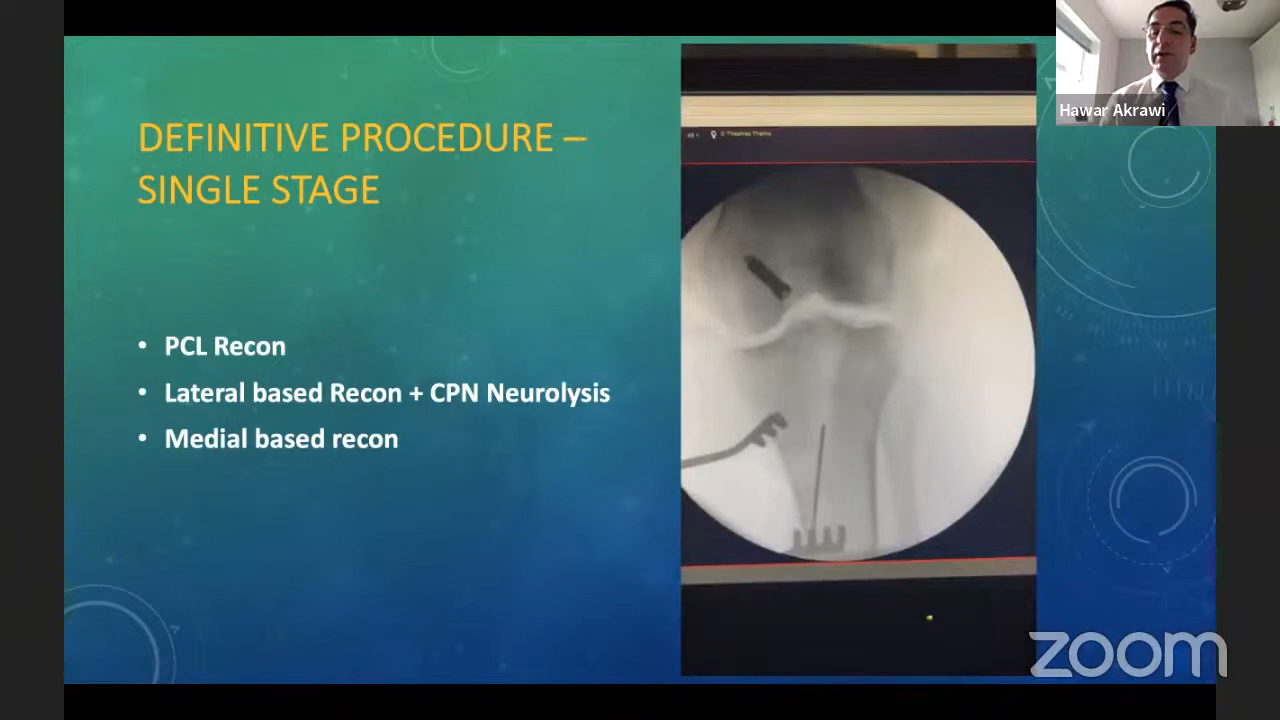 DEFINITIVE PROCEDURE –
SINGLE STAGE
• PCL Recon
• Lateral based Recon + CPN Neurolysis
• Medial based recon
Hawar Akrawi
zoom